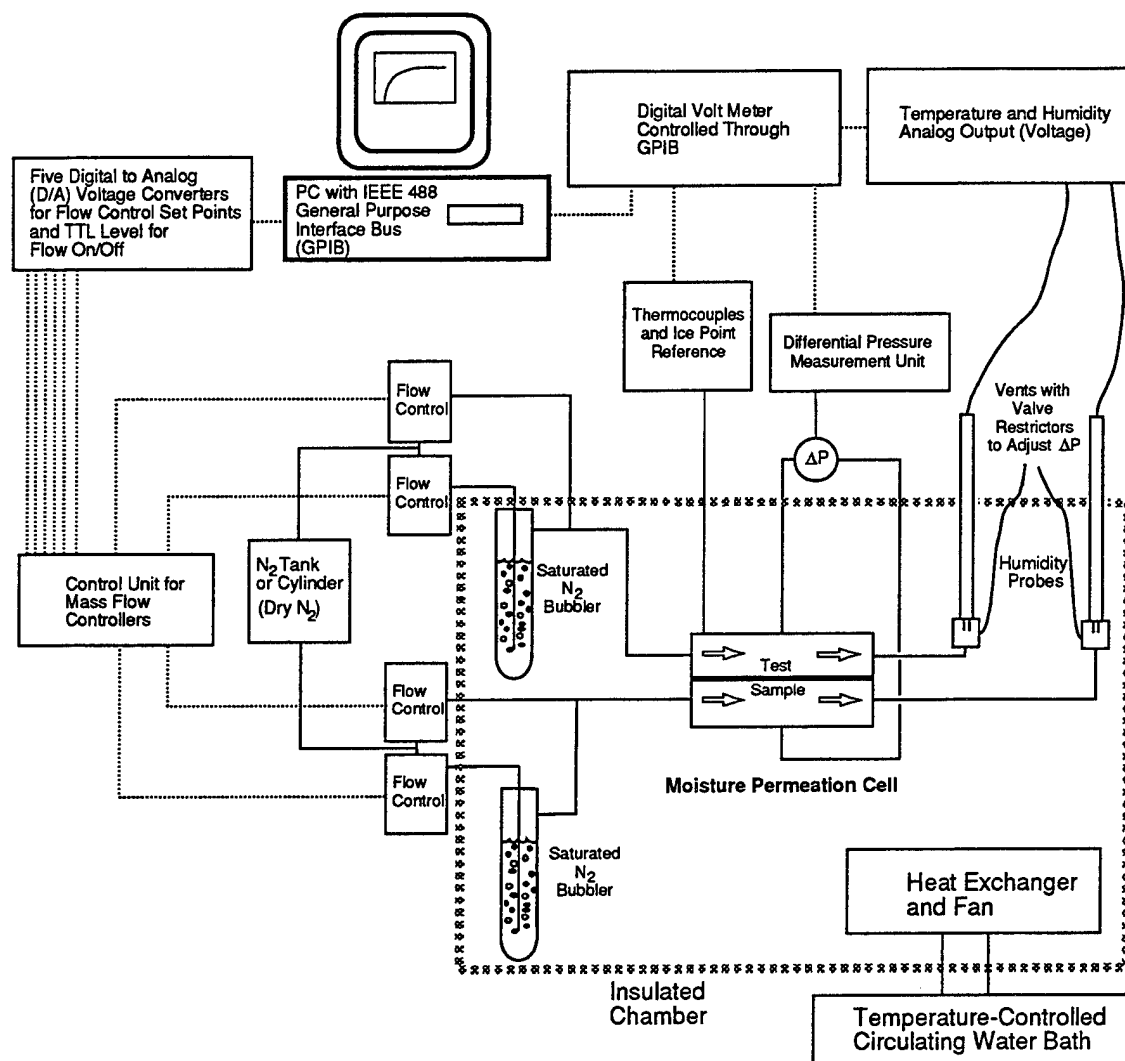 Digital Volt Meter
Controlled Through
GPIB
Temperature and Humidity
Analog Output (Voltage)
Five Digital to Analog
(D/A) Voltage Converters
for Flow Control Set Points
and TTL Level for
Flow On/Off
PC with IEEE 488
General Purpose
Interface Bus
(GPIB)
Thermocouples
and Ice Point
Reference
Differential Pressure
Measurement Unit
Flow
Control
Vents with
Valve
Restrictors
to Adjust ΔP
ΔP
Flow
Control
N2 Tank
or Cylinder
(Dry N2)
Saturated
N2
Bubbler
Humidity
Probes
Control Unit for
Mass Flow
Controllers
Test
Sample
Flow
Control
Moisture Permeation Cell
Flow
Control
Saturated
N2
Bubbler
Heat Exchanger
and Fan
Insulated
Chamber
Temperature-Controlled
Circulating Water Bath